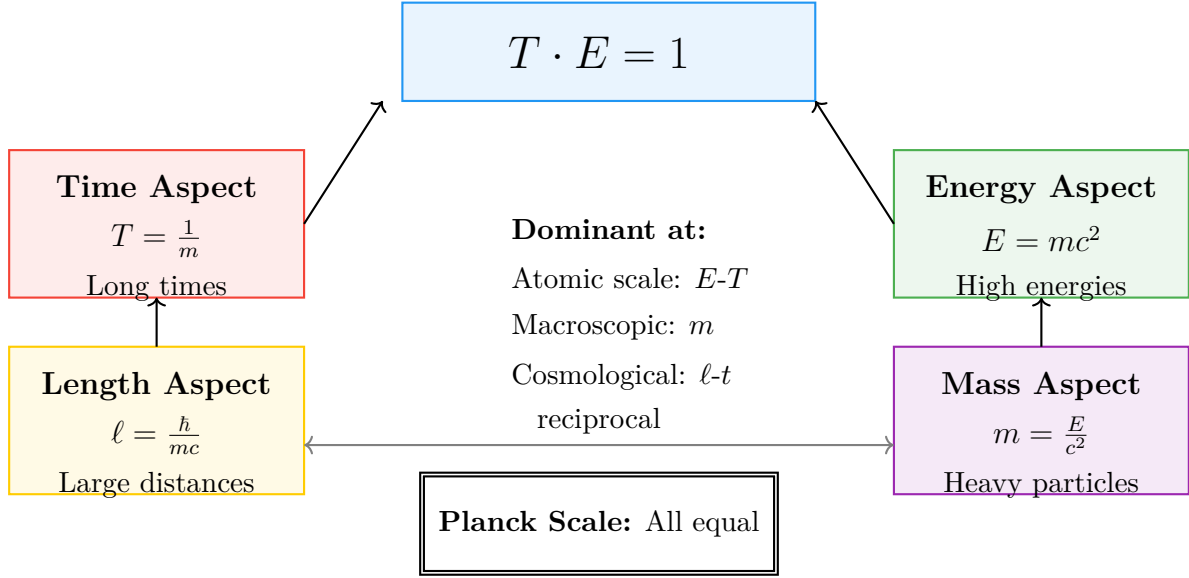 T · E = 1
Time Aspect
T = 1/m
Long times
Energy Aspect
E = mc²
High energies
Dominant at:
Atomic scale: E-T
Macroscopic: m
Cosmological: ℓ-t
reciprocal
Length Aspect
ℓ = ħ/mc
Large distances
Mass Aspect
m = E/c²
Heavy particles
Planck Scale: All equal